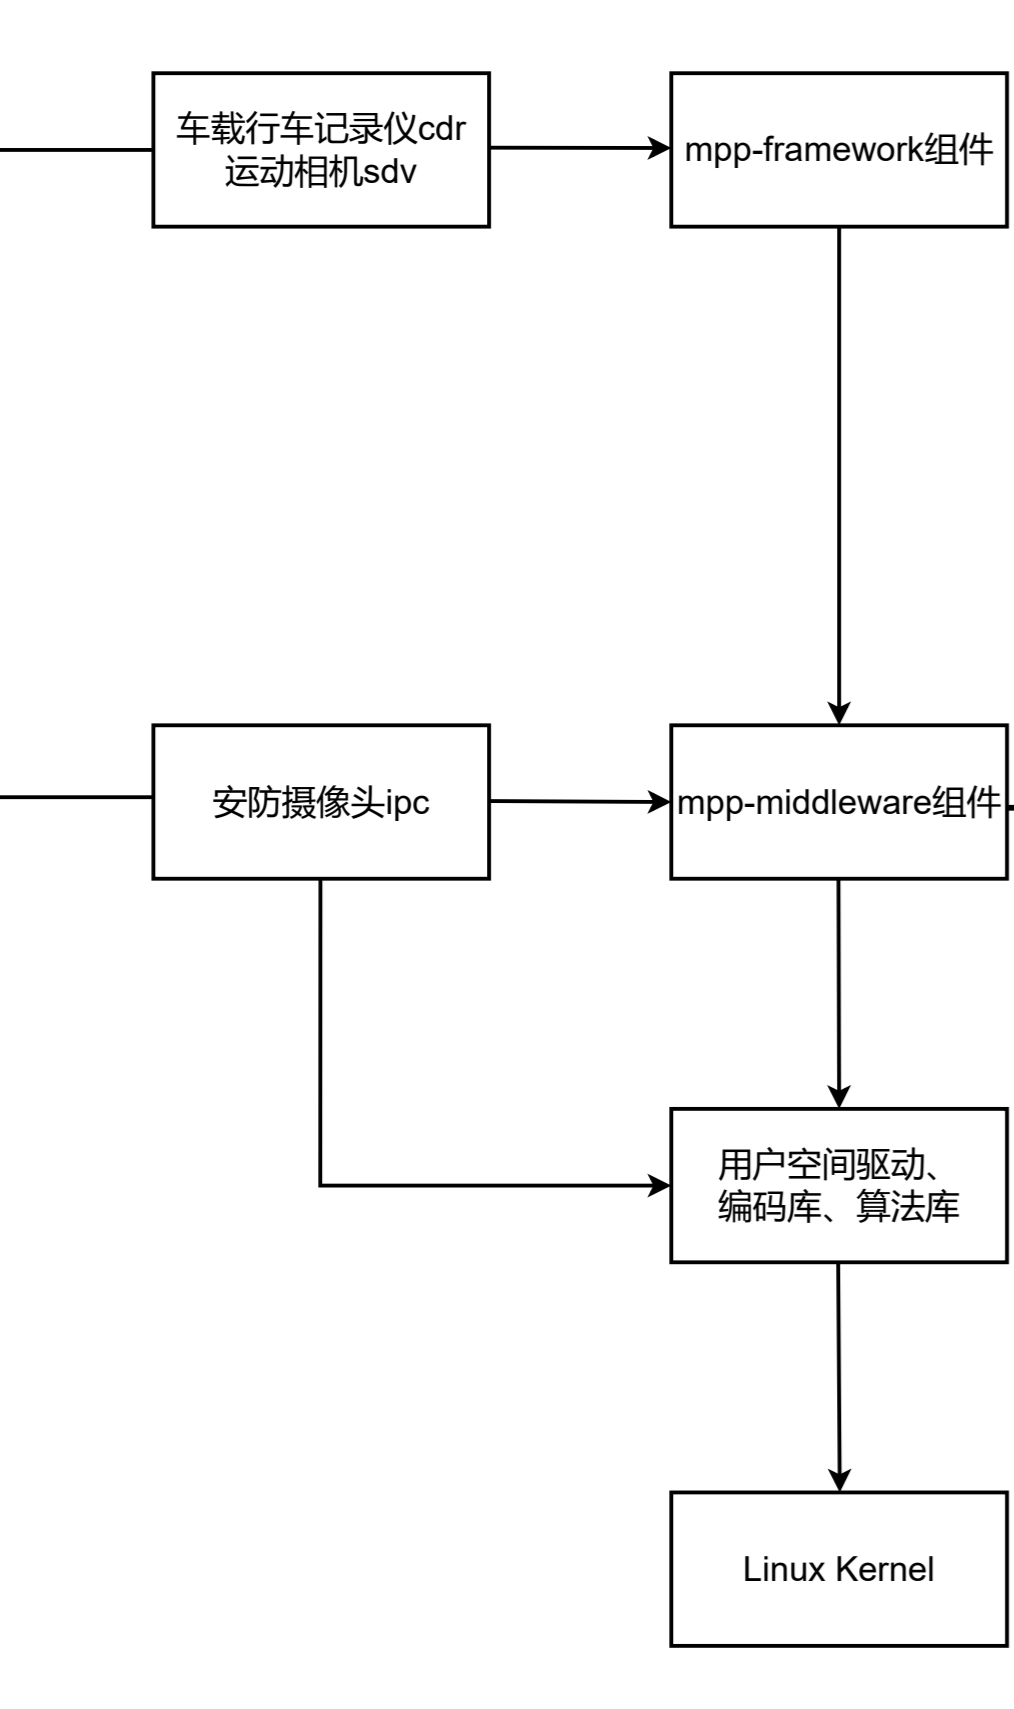 车载行车记录仪cdr
运动相机sdv
mpp-framework组件
安防摄像头ipc
mpp-middleware组件
用户空间驱动、
编码库、算法库
Linux Kernel